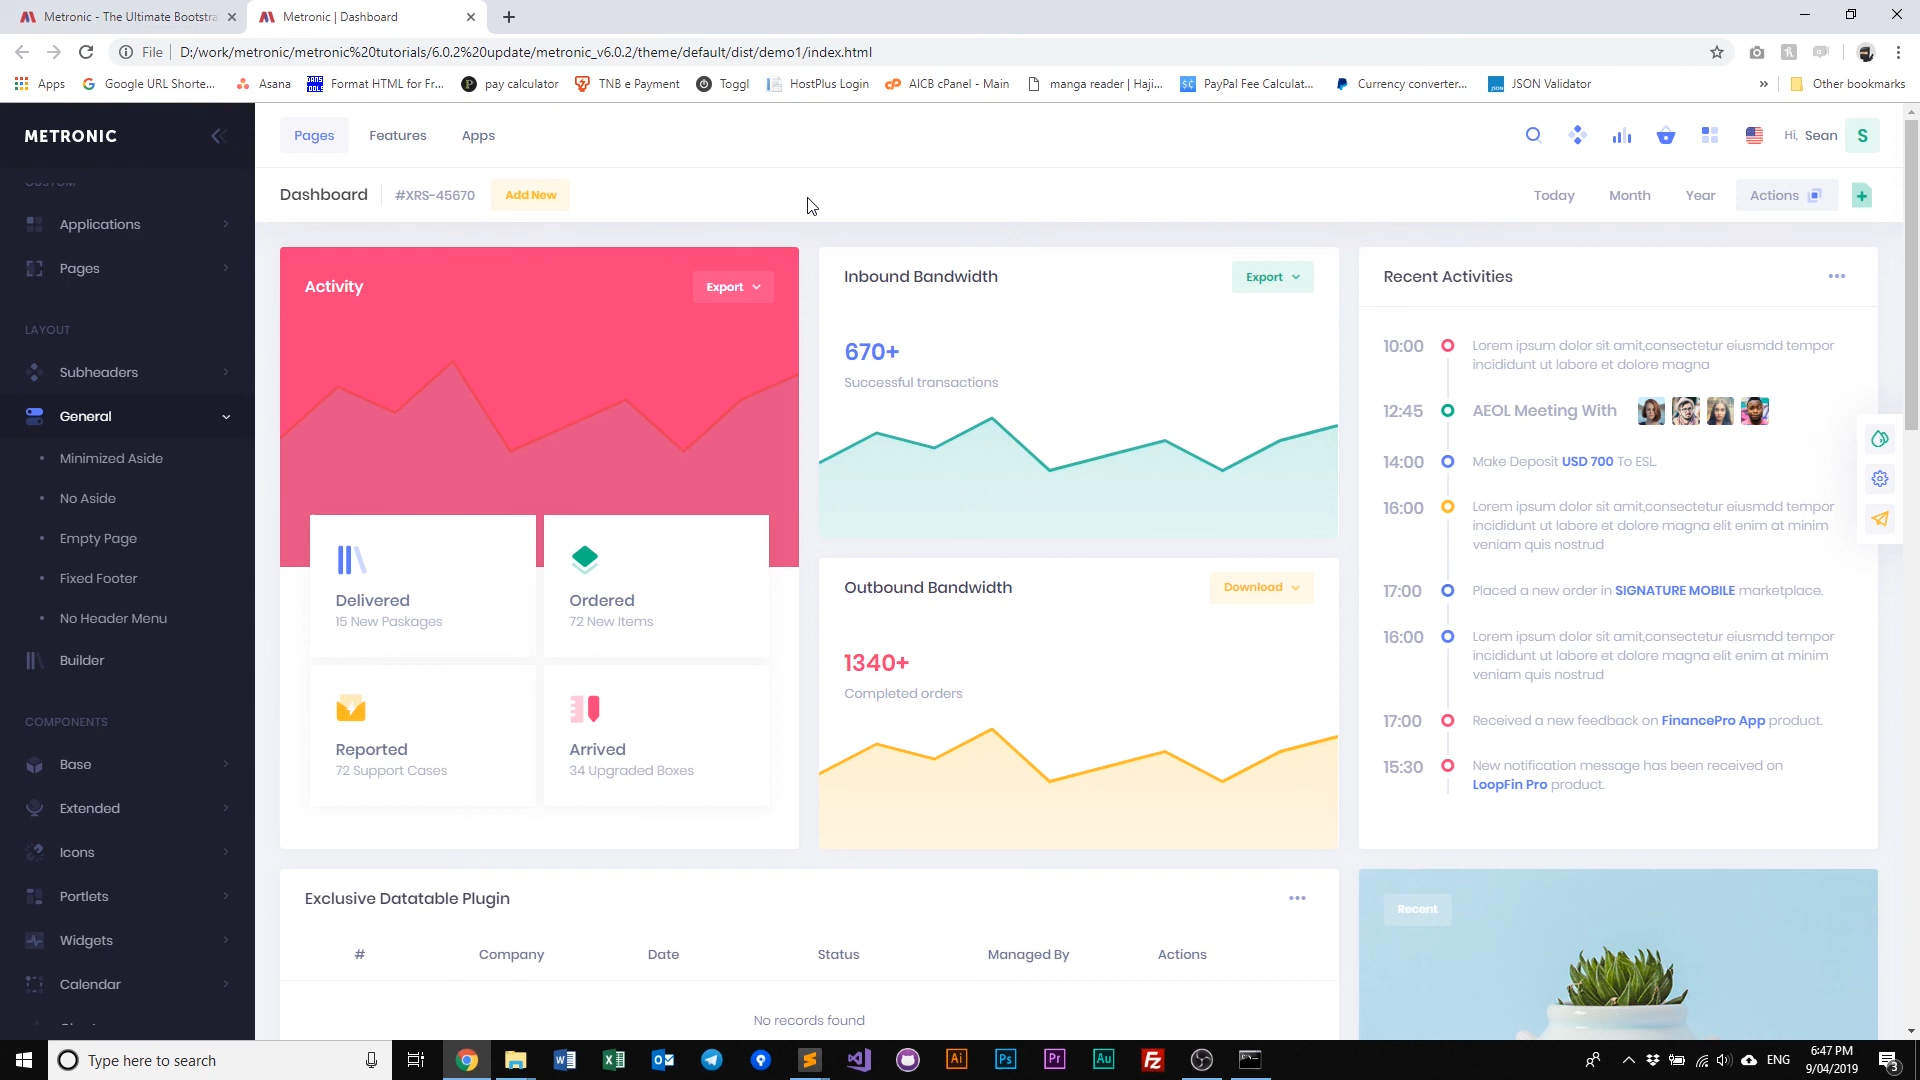 Metronic - The Ultimate Bootstra
Metronic | Dashboard
File
D:/work/metronic/metronic%20tutorials/6.0.2%20update/metronic_v6.0.2/theme/default/dist/demo1/index.html
Apps
Google URL Shorte...
Asana
Format HTML for Fr...
pay calculator
TNB e Payment
Toggl
HostPlus Login
AICB cPanel - Main
manga reader | Haji...
PayPal Fee Calculat...
Currency converter...
JSON Validator
Other bookmarks
METRONIC
Pages
Features
Apps
Hi, Sean
S
CUSTOM
Applications
Pages
LAYOUT
Subheaders
General
Minimized Aside
No Aside
Empty Page
Fixed Footer
No Header Menu
Builder
COMPONENTS
Base
Extended
Icons
Portlets
Widgets
Calendar
Dashboard
#XRS-45670
Add New
Today
Month
Year
Actions
Activity
Export
Delivered
15 New Paskages
Ordered
72 New Items
Reported
72 Support Cases
Arrived
34 Upgraded Boxes
Inbound Bandwidth
Export
670+
Successful transactions
Outbound Bandwidth
Download
1340+
Completed orders
Recent Activities
10:00
Lorem ipsum dolor sit amit,consectetur eiusmdd tempor
incididunt ut labore et dolore magna
12:45
AEOL Meeting With
14:00
Make Deposit USD 700 To ESL.
16:00
Lorem ipsum dolor sit amit,consectetur eiusmdd tempor
incididunt ut labore et dolore magna elit enim at minim
veniam quis nostrud
17:00
Placed a new order in SIGNATURE MOBILE marketplace.
16:00
Lorem ipsum dolor sit amit,consectetur eiusmdd tempor
incididunt ut labore et dolore magna elit enim at minim
veniam quis nostrud
17:00
Received a new feedback on FinancePro App product.
15:30
New notification message has been received on
LoopFin Pro product.
Exclusive Datatable Plugin
#
Company
Date
Status
Managed By
Actions
No records found
Recent
Type here to search
ENG
6:47 PM
9/04/2019
3